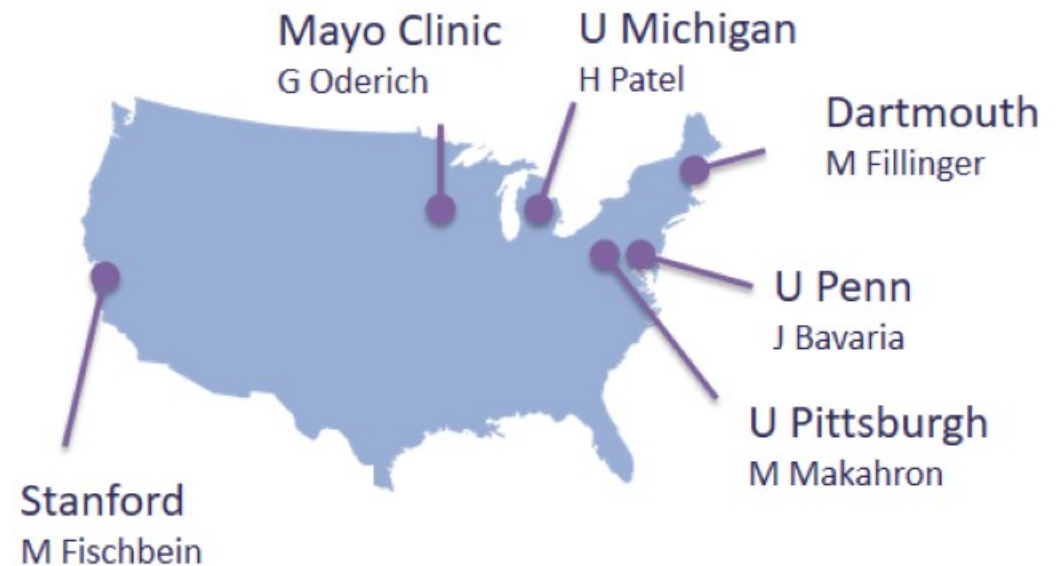 Mayo Clinic
G Oderich
U Michigan
H Patel
Dartmouth
M Fillinger
U Penn
J Bavaria
U Pittsburgh
M Makahron
Stanford
M Fischbein